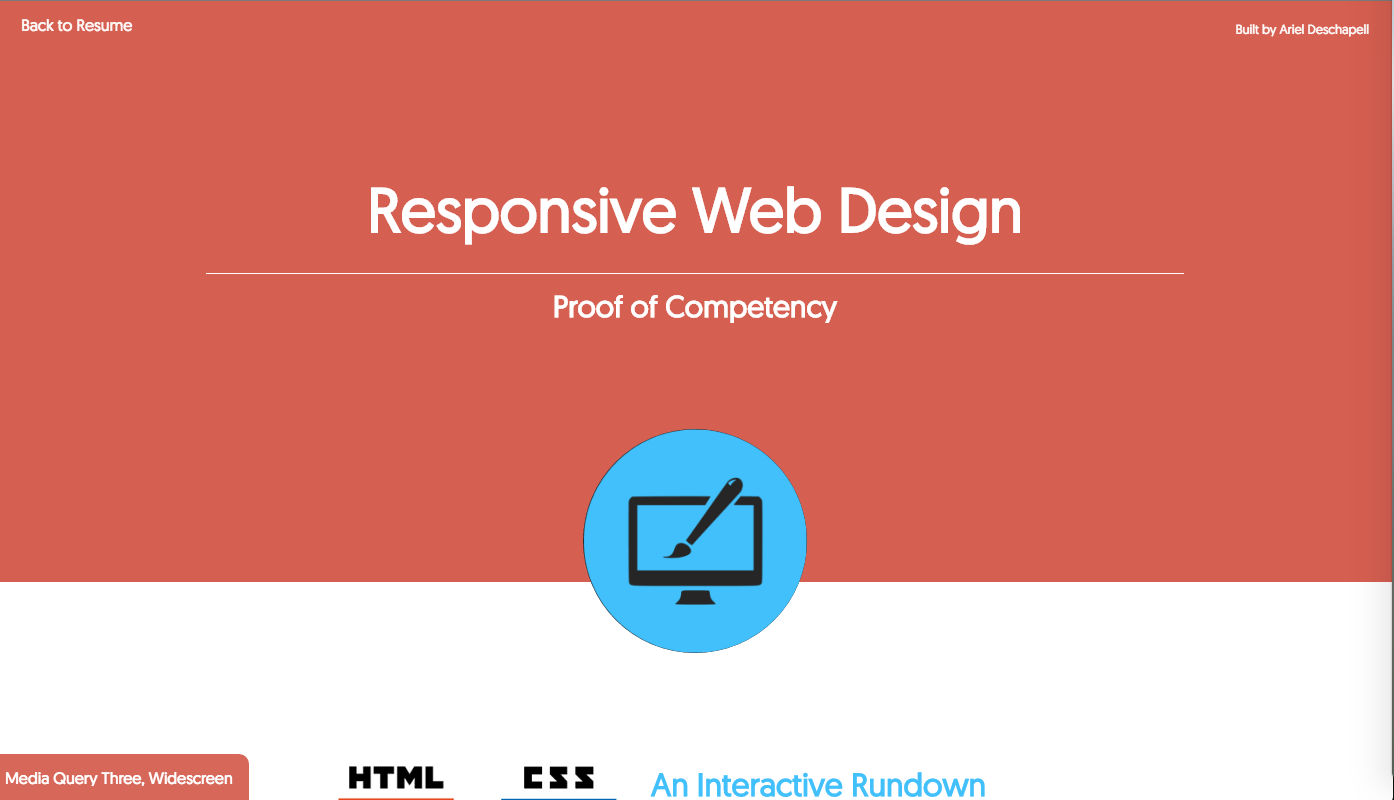 Back to Resume
Built by Ariel Deschapell
Responsive Web Design
Proof of Competency
Media Query Three, Widescreen
HTML
CSS
An Interactive Rundown